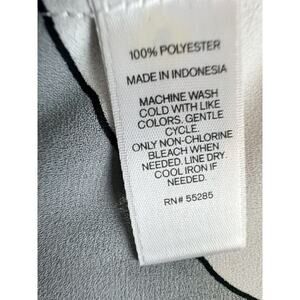 100% POLYESTER
MADE IN INDONESIA
MACHINE WASH
COLD WITH LIKE
COLORS, GENTLE
CYCLE.
ONLY NON-CHLORINE
BLEACH WHEN
NEEDED. LINE DRY.
COOL IRON IF
NEEDED.
RN# 55285